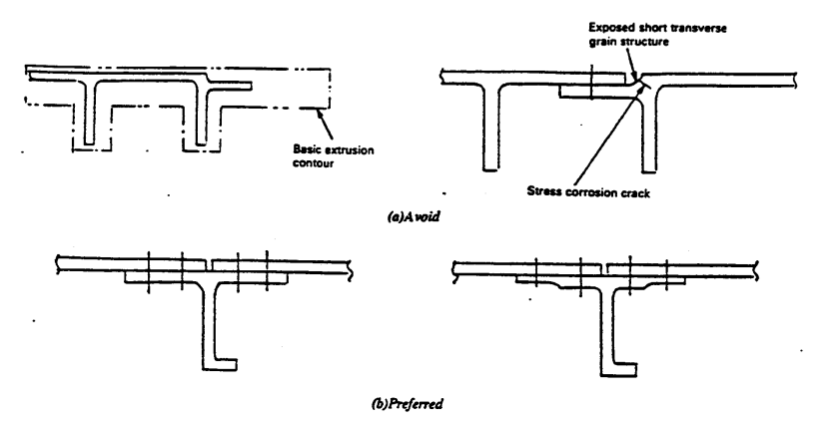 Exposed short transverse
grain structure
Basic extrusion
contour
Stress corrosion crack
(a)Avoid
(b)Preferred